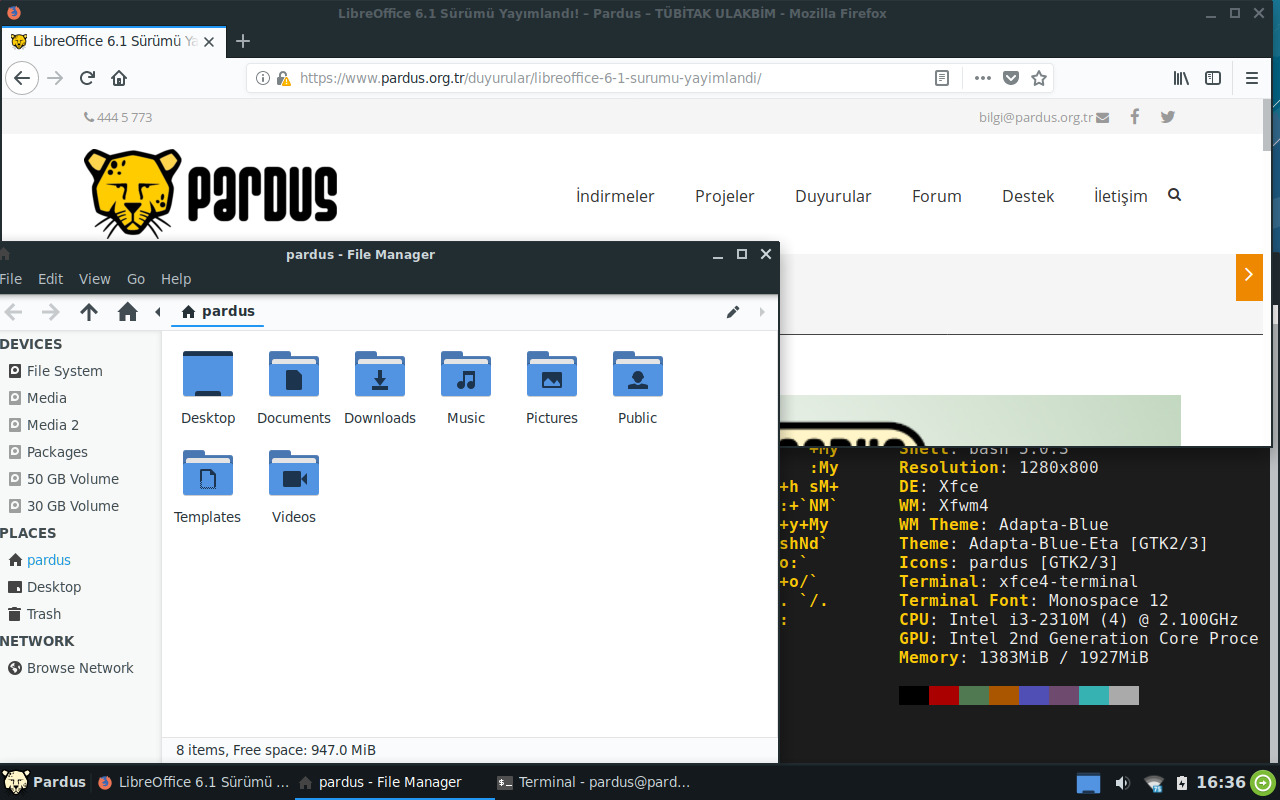 LibreOffice 6.1 Sürümü Yayımlandı! – Pardus – TÜBİTAK ULAKBİM - Mozilla Firefox
LibreOffice 6.1 Sürümü Ya
https://www.pardus.org.tr/duyurular/libreoffice-6-1-surumu-yayimlandi/
444 5 773
bilgi@pardus.org.tr
PARDUS
İndirmeler
Projeler
Duyurular
Forum
Destek
İletişim
pardus - File Manager
File Edit View Go Help
pardus
DEVICES
File System
Media
Media 2
Packages
50 GB Volume
30 GB Volume
PLACES
pardus
Desktop
Trash
NETWORK
Browse Network
Desktop
Documents
Downloads
Music
Pictures
Public
Templates
Videos
8 items, Free space: 947.0 MiB
+My Shell: bash 5.0.3
:My Resolution: 1280x800
+h sM+ DE: Xfce
:+`NM` WM: Xfwm4
+y+My WM Theme: Adapta-Blue
shNd` Theme: Adapta-Blue-Eta [GTK2/3]
o:` Icons: pardus [GTK2/3]
+o/` Terminal: xfce4-terminal
. `/. Terminal Font: Monospace 12
: CPU: Intel i3-2310M (4) @ 2.100GHz
GPU: Intel 2nd Generation Core Proce
Memory: 1383MiB / 1927MiB
Pardus
LibreOffice 6.1 Sürümü ...
pardus - File Manager
Terminal - pardus@pard...
75
16:36